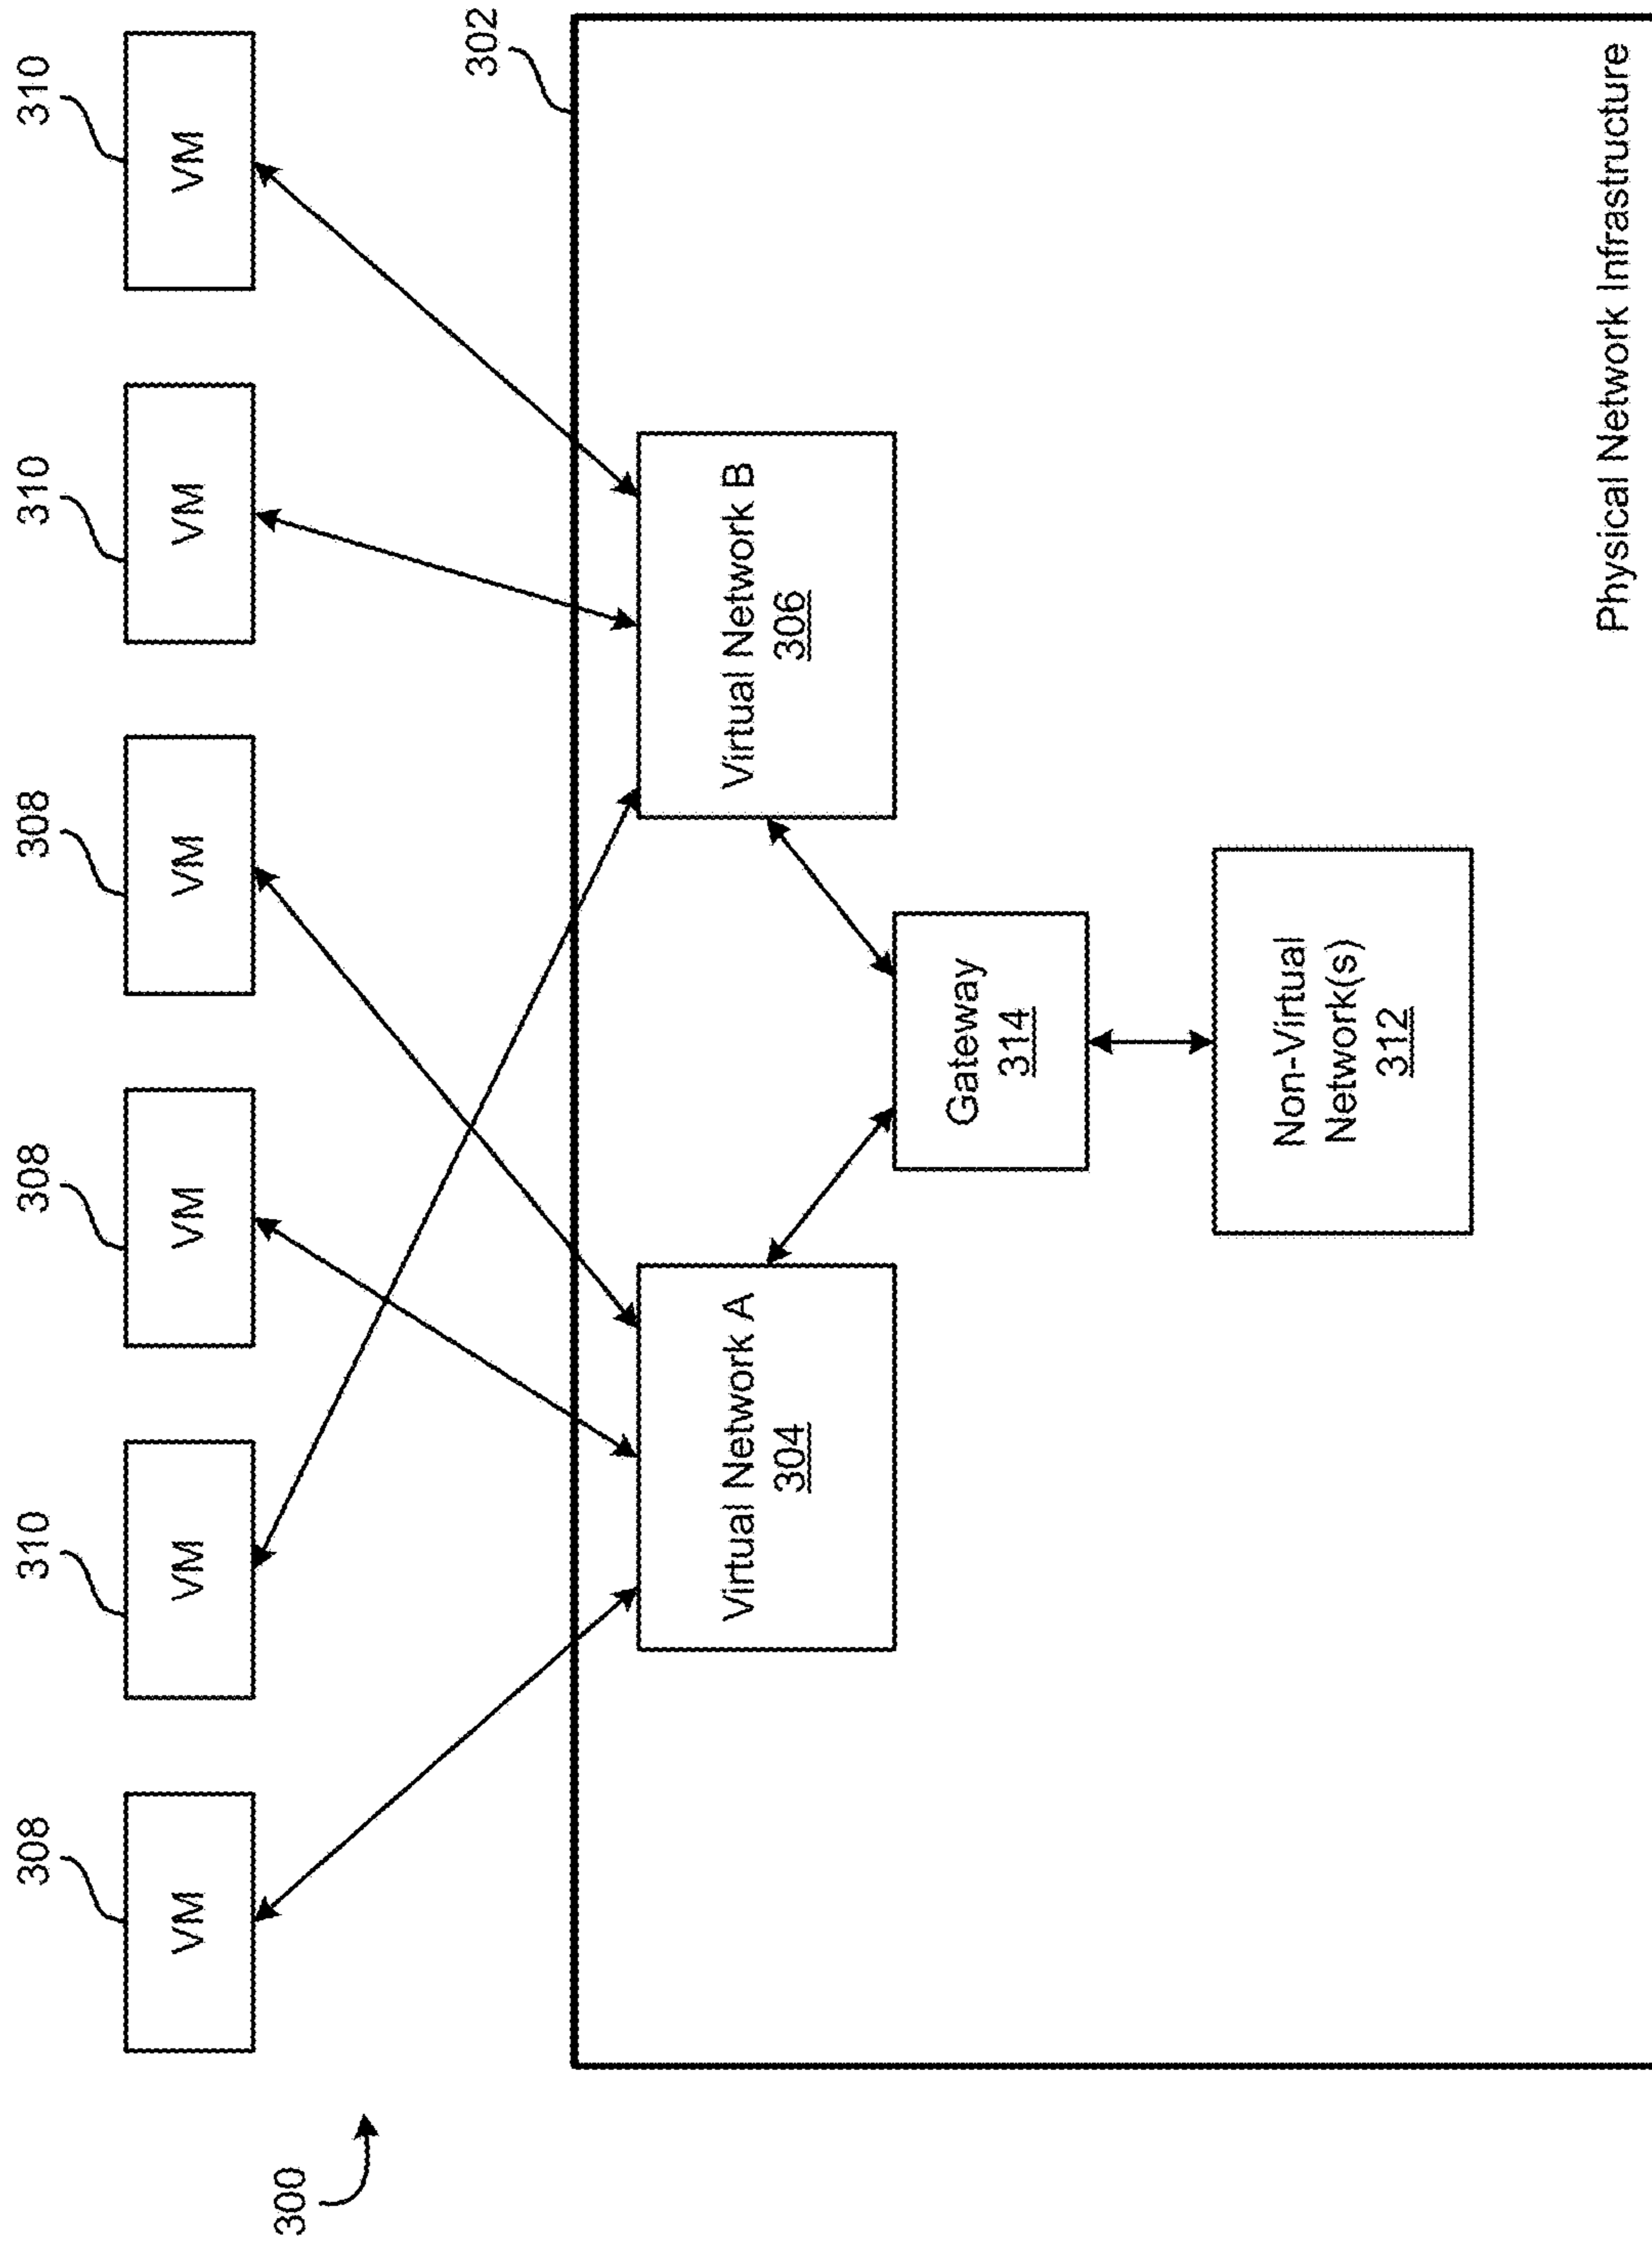 300
308
310
308
308
310
310
VM
VM
VM
VM
VM
VM
302
Virtual Network A
304
Virtual Network B
306
Gateway
314
Non-Virtual
Network(s)
312
Physical Network Infrastructure